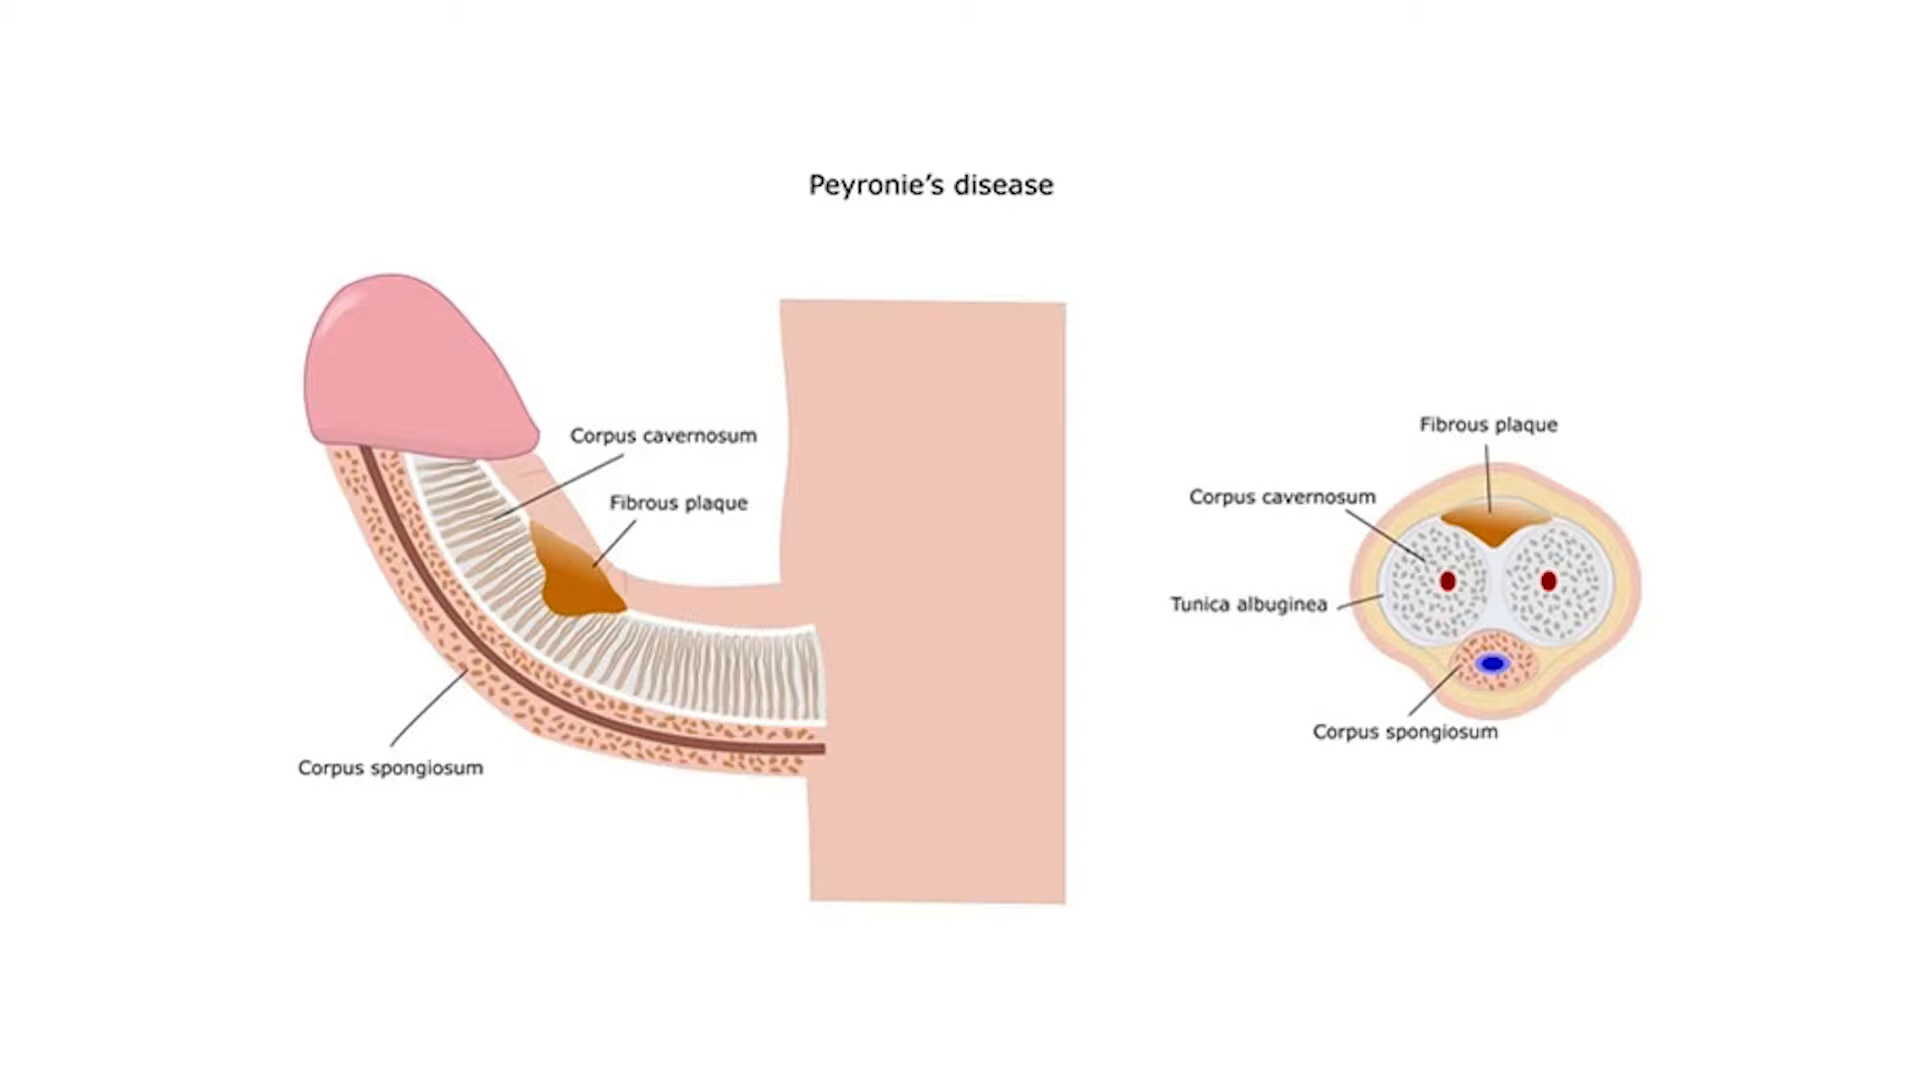 Peyronie's disease
Corpus cavernosum
Fibrous plaque
Corpus spongiosum
Fibrous plaque
Corpus cavernosum
Tunica albuginea
Corpus spongiosum